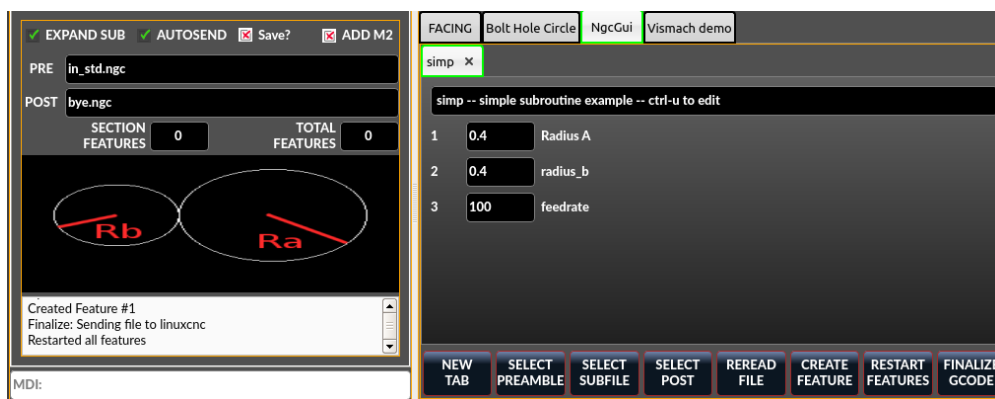 EXPAND SUB AUTOSEND Save? ADD M2
PRE in_std.ngc
POST bye.ngc
SECTION FEATURES 0 TOTAL FEATURES 0
Rb
Ra
Created Feature #1
Finalize: Sending file to linuxcnc
Restarted all features
MDI:
FACING Bolt Hole Circle NgcGui Vismach demo
simp ×
simp -- simple subroutine example -- ctrl-u to edit
1 0.4 Radius A
2 0.4 radius_b
3 100 feedrate
NEW TAB SELECT PREAMBLE SELECT SUBFILE SELECT POST REREAD FILE CREATE FEATURE RESTART FEATURES FINALIZE GCODE